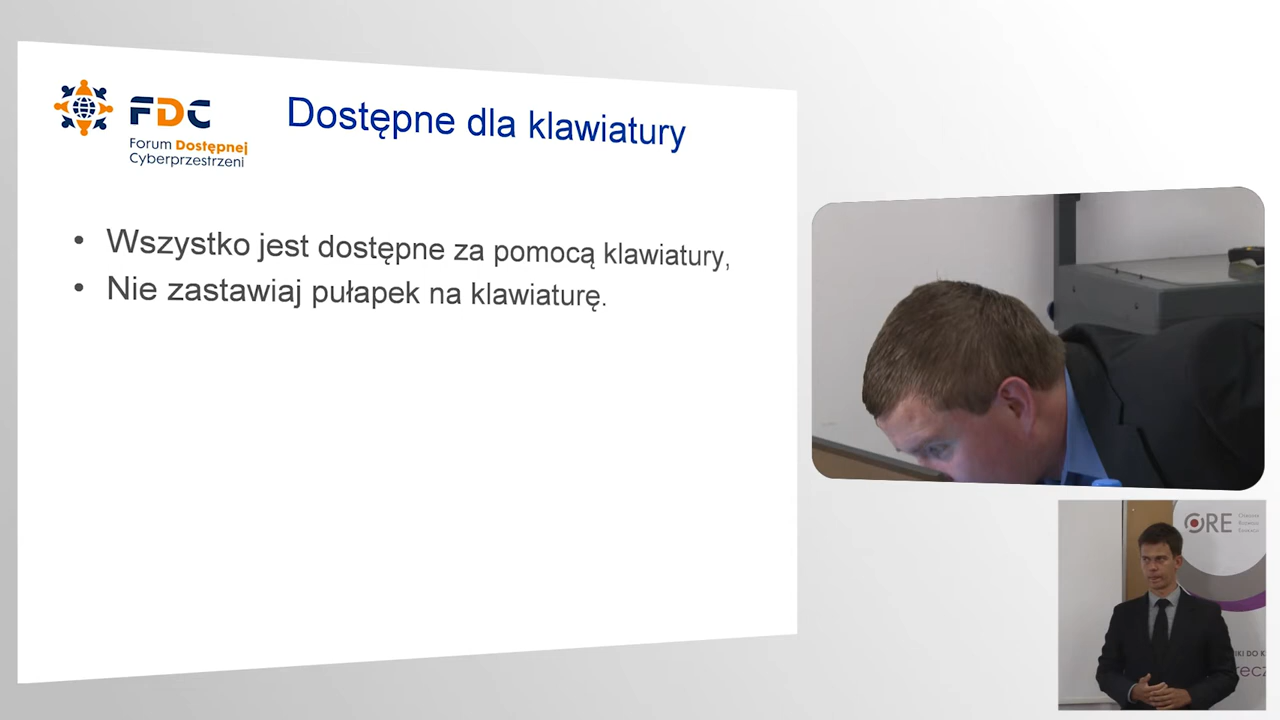 FDC
Forum Dostępnej
Cyberprzestrzeni
Dostępne dla klawiatury
• Wszystko jest dostępne za pomocą klawiatury,
• Nie zastawiaj pułapek na klawiaturę.
ORE